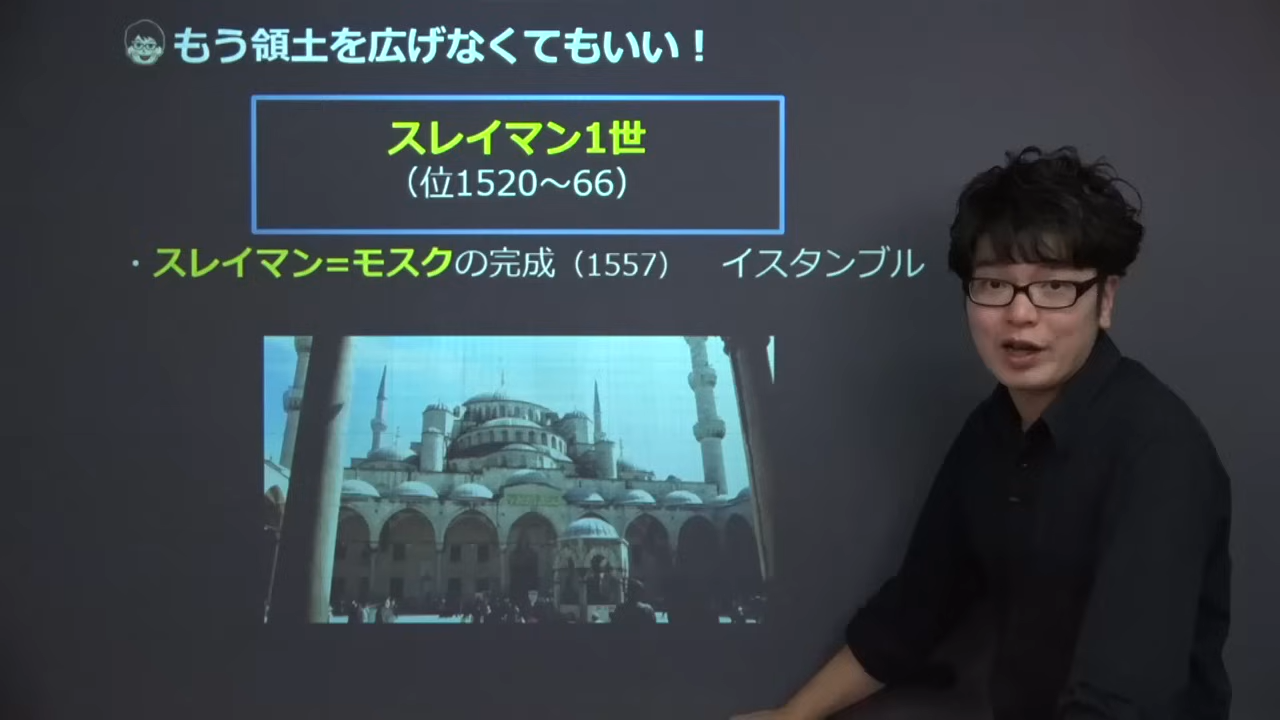 もう領土を広げなくてもいい！
スレイマン1世
（位1520～66）
・スレイマン=モスクの完成（1557） イスタンブル